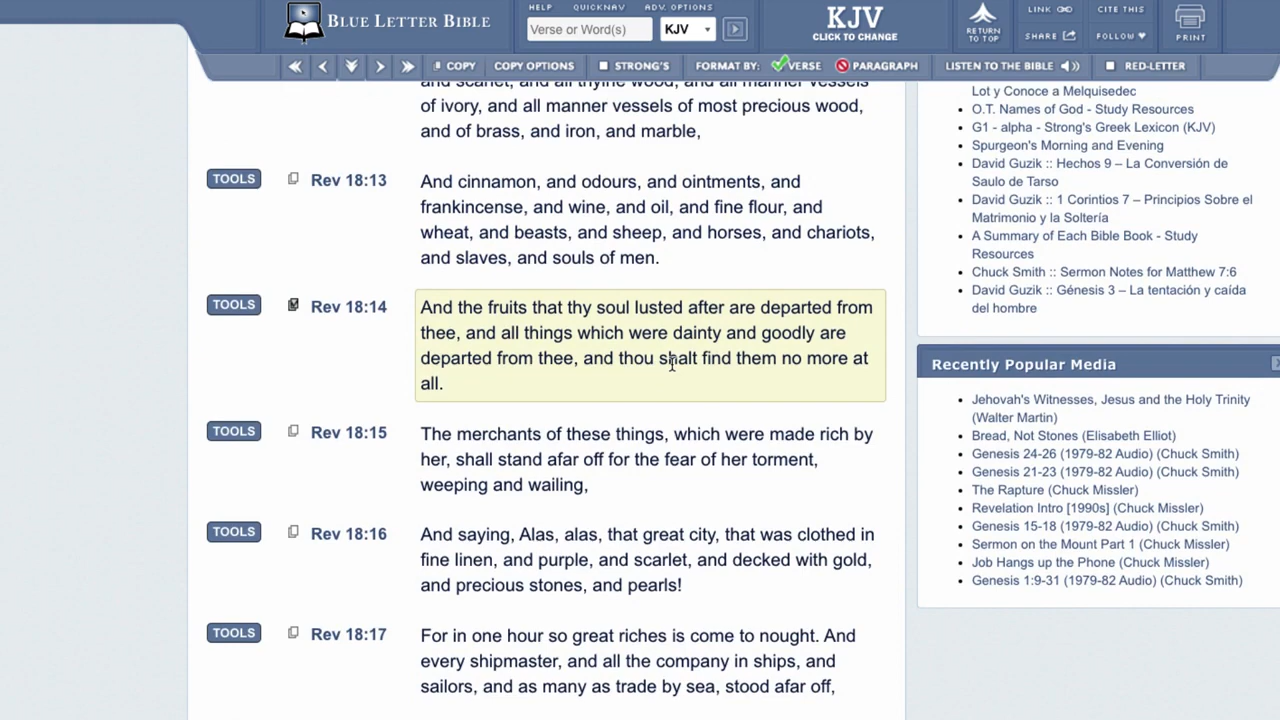 BLUE LETTER BIBLE
HELP QUICKNAV ADV. OPTIONS
Verse or Word(s) KJV
KJV
CLICK TO CHANGE
RETURN
TO TOP
LINK CITE THIS
SHARE FOLLOW
PRINT
COPY COPY OPTIONS STRONG'S FORMAT BY: VERSE PARAGRAPH LISTEN TO THE BIBLE RED-LETTER
and scarlet, and all thyine wood, and all manner vessels
of ivory, and all manner vessels of most precious wood,
and of brass, and iron, and marble,
TOOLS Rev 18:13 And cinnamon, and odours, and ointments, and
frankincense, and wine, and oil, and fine flour, and
wheat, and beasts, and sheep, and horses, and chariots,
and slaves, and souls of men.
TOOLS Rev 18:14 And the fruits that thy soul lusted after are departed from
thee, and all things which were dainty and goodly are
departed from thee, and thou shalt find them no more at
all.
TOOLS Rev 18:15 The merchants of these things, which were made rich by
her, shall stand afar off for the fear of her torment,
weeping and wailing,
TOOLS Rev 18:16 And saying, Alas, alas, that great city, that was clothed in
fine linen, and purple, and scarlet, and decked with gold,
and precious stones, and pearls!
TOOLS Rev 18:17 For in one hour so great riches is come to nought. And
every shipmaster, and all the company in ships, and
sailors, and as many as trade by sea, stood afar off,
Lot y Conoce a Melquisedec
O.T. Names of God - Study Resources
G1 - alpha - Strong's Greek Lexicon (KJV)
Spurgeon's Morning and Evening
David Guzik :: Hechos 9 – La Conversión de
Saulo de Tarso
David Guzik :: 1 Corintios 7 – Principios Sobre el
Matrimonio y la Soltería
A Summary of Each Bible Book - Study
Resources
Chuck Smith :: Sermon Notes for Matthew 7:6
David Guzik :: Génesis 3 – La tentación y caída
del hombre
Recently Popular Media
Jehovah's Witnesses, Jesus and the Holy Trinity
(Walter Martin)
Bread, Not Stones (Elisabeth Elliot)
Genesis 24-26 (1979-82 Audio) (Chuck Smith)
Genesis 21-23 (1979-82 Audio) (Chuck Smith)
The Rapture (Chuck Missler)
Revelation Intro [1990s] (Chuck Missler)
Genesis 15-18 (1979-82 Audio) (Chuck Smith)
Sermon on the Mount Part 1 (Chuck Missler)
Job Hangs up the Phone (Chuck Missler)
Genesis 1:9-31 (1979-82 Audio) (Chuck Smith)